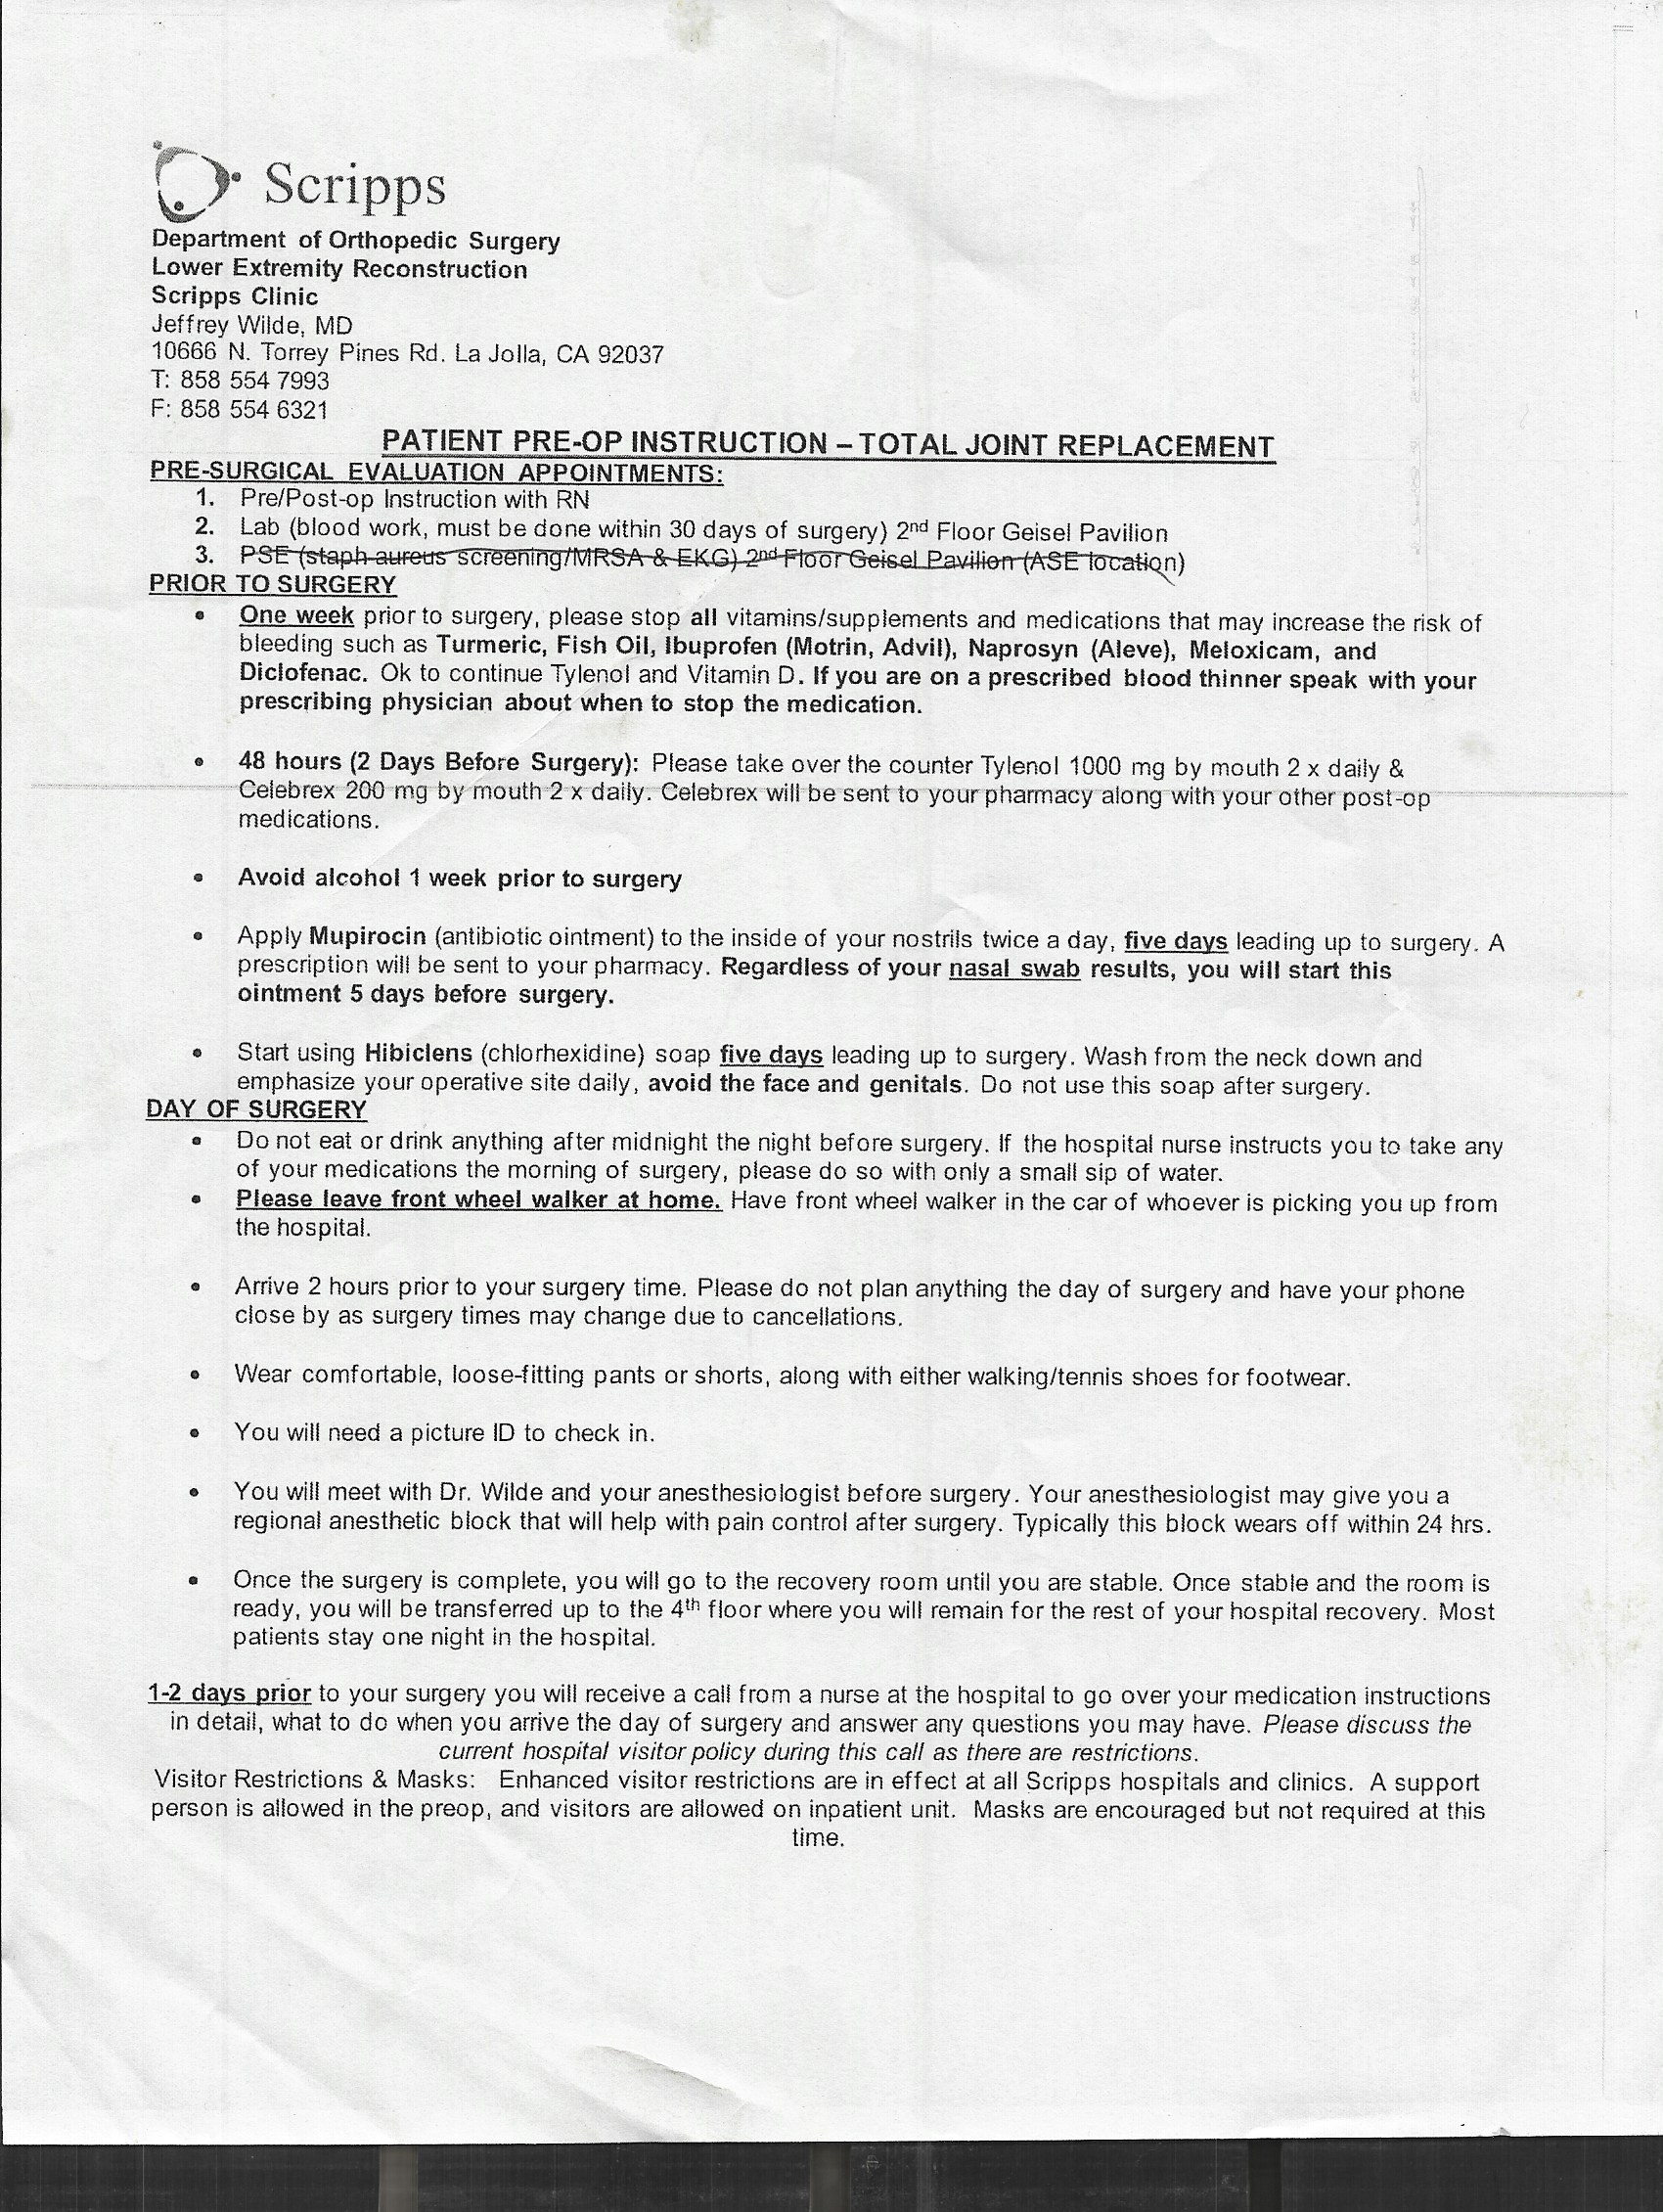 Scripps
Department of Orthopedic Surgery
Lower Extremity Reconstruction
Scripps Clinic
Jeffrey Wilde, MD
10666 N. Torrey Pines Rd. La Jolla, CA 92037
T: 858 554 7993
F: 858 554 6321
PATIENT PRE-OP INSTRUCTION – TOTAL JOINT REPLACEMENT
PRE-SURGICAL EVALUATION APPOINTMENTS:
1. Pre/Post-op Instruction with RN
2. Lab (blood work, must be done within 30 days of surgery) 2nd Floor Geisel Pavilion
3. PSE (staph aureus screening/MRSA & EKG) 2nd Floor Geisel Pavilion (ASE location)
PRIOR TO SURGERY
• One week prior to surgery, please stop all vitamins/supplements and medications that may increase the risk of
bleeding such as Turmeric, Fish Oil, Ibuprofen (Motrin, Advil), Naprosyn (Aleve), Meloxicam, and
Diclofenac. Ok to continue Tylenol and Vitamin D. If you are on a prescribed blood thinner speak with your
prescribing physician about when to stop the medication.
• 48 hours (2 Days Before Surgery): Please take over the counter Tylenol 1000 mg by mouth 2 x daily &
Celebrex 200 mg by mouth 2 x daily. Celebrex will be sent to your pharmacy along with your other post-op
medications.
• Avoid alcohol 1 week prior to surgery
• Apply Mupirocin (antibiotic ointment) to the inside of your nostrils twice a day, five days leading up to surgery. A
prescription will be sent to your pharmacy. Regardless of your nasal swab results, you will start this
ointment 5 days before surgery.
• Start using Hibiclens (chlorhexidine) soap five days leading up to surgery. Wash from the neck down and
emphasize your operative site daily, avoid the face and genitals. Do not use this soap after surgery.
DAY OF SURGERY
• Do not eat or drink anything after midnight the night before surgery. If the hospital nurse instructs you to take any
of your medications the morning of surgery, please do so with only a small sip of water.
• Please leave front wheel walker at home. Have front wheel walker in the car of whoever is picking you up from
the hospital.
• Arrive 2 hours prior to your surgery time. Please do not plan anything the day of surgery and have your phone
close by as surgery times may change due to cancellations.
• Wear comfortable, loose-fitting pants or shorts, along with either walking/tennis shoes for footwear.
• You will need a picture ID to check in.
• You will meet with Dr. Wilde and your anesthesiologist before surgery. Your anesthesiologist may give you a
regional anesthetic block that will help with pain control after surgery. Typically this block wears off within 24 hrs.
• Once the surgery is complete, you will go to the recovery room until you are stable. Once stable and the room is
ready, you will be transferred up to the 4th floor where you will remain for the rest of your hospital recovery. Most
patients stay one night in the hospital.
1-2 days prior to your surgery you will receive a call from a nurse at the hospital to go over your medication instructions
in detail, what to do when you arrive the day of surgery and answer any questions you may have. Please discuss the
current hospital visitor policy during this call as there are restrictions.
Visitor Restrictions & Masks: Enhanced visitor restrictions are in effect at all Scripps hospitals and clinics. A support
person is allowed in the preop, and visitors are allowed on inpatient unit. Masks are encouraged but not required at this
time.